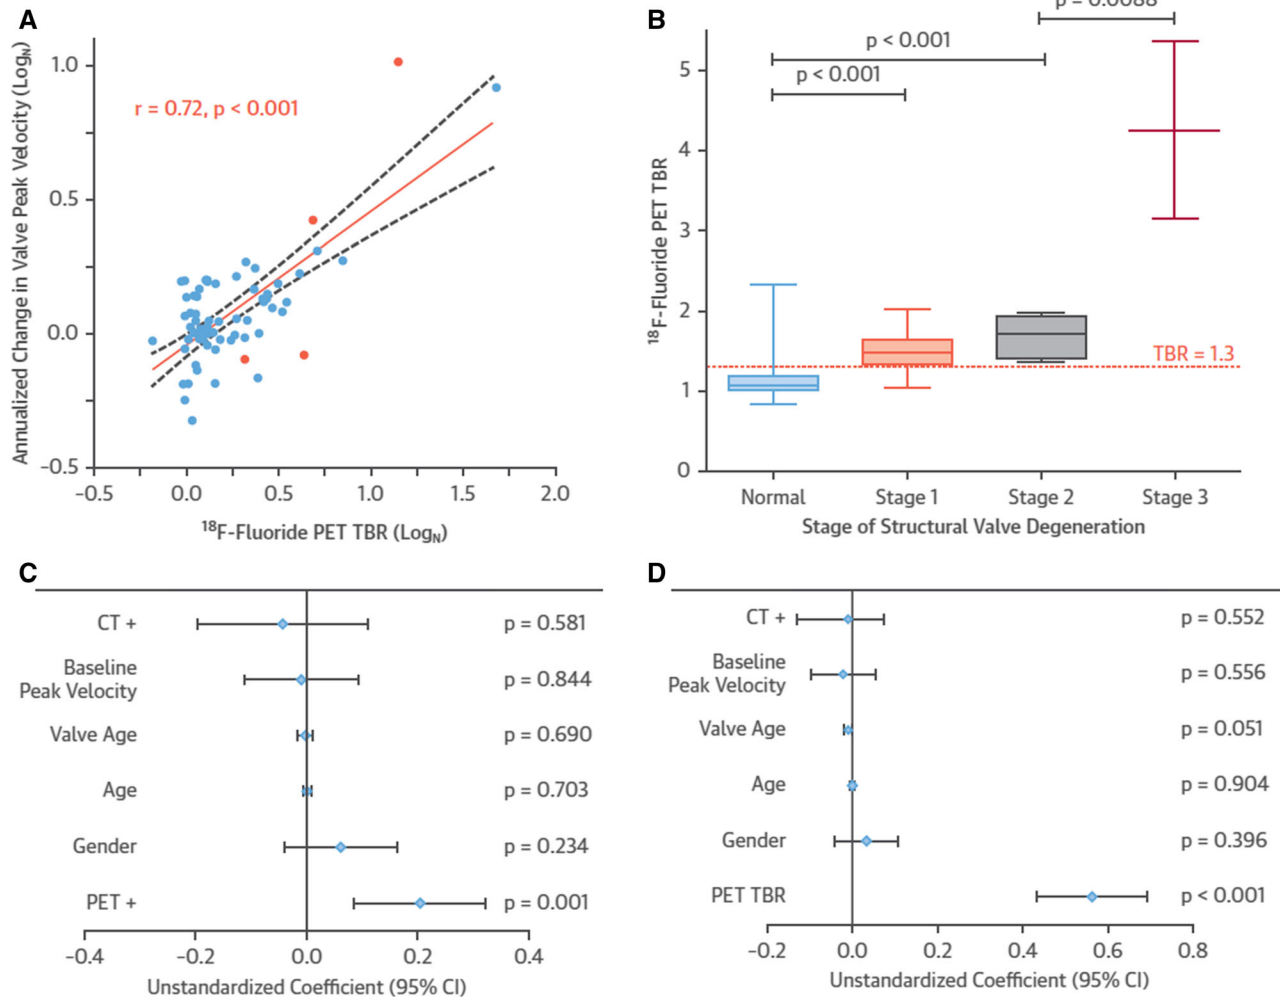 A
Annualized Change in Valve Peak Velocity (LogN)
1.0
0.5
0.0
−0.5
r = 0.72, p < 0.001
−0.5 0.0 0.5 1.0 1.5 2.0
18F-Fluoride PET TBR (LogN)
B
18F-Fluoride PET TBR
5
4
3
2
1
0
p = 0.0088
p < 0.001
p < 0.001
TBR = 1.3
Normal Stage 1 Stage 2 Stage 3
Stage of Structural Valve Degeneration
C
CT + p = 0.581
Baseline
Peak Velocity p = 0.844
Valve Age p = 0.690
Age p = 0.703
Gender p = 0.234
PET + p = 0.001
−0.4 −0.2 0.0 0.2 0.4
Unstandardized Coefficient (95% CI)
D
CT + p = 0.552
Baseline
Peak Velocity p = 0.556
Valve Age p = 0.051
Age p = 0.904
Gender p = 0.396
PET TBR p < 0.001
−0.2 0.0 0.2 0.4 0.6 0.8
Unstandardized Coefficient (95% CI)